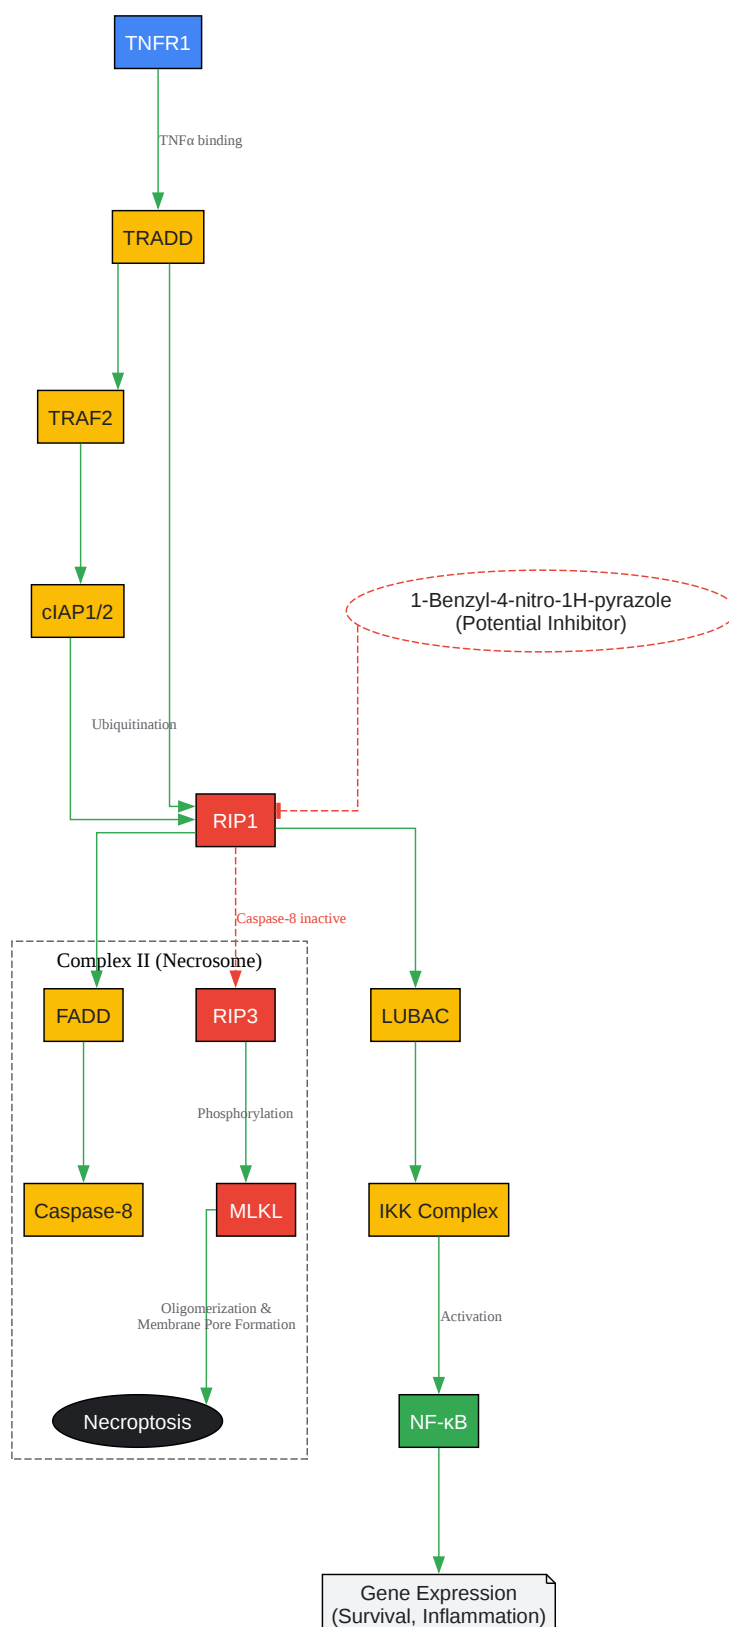 TNFR1
TNFα binding
TRADD
TRAF2
cIAP1/2
1-Benzyl-4-nitro-1H-pyrazole
(Potential Inhibitor)
Ubiquitination
RIP1
Caspase-8 inactive
Complex II (Necrosome)
FADD
RIP3
LUBAC
Phosphorylation
Caspase-8
MLKL
IKK Complex
Oligomerization &
Membrane Pore Formation
Activation
Necroptosis
NF-κB
Gene Expression
(Survival, Inflammation)